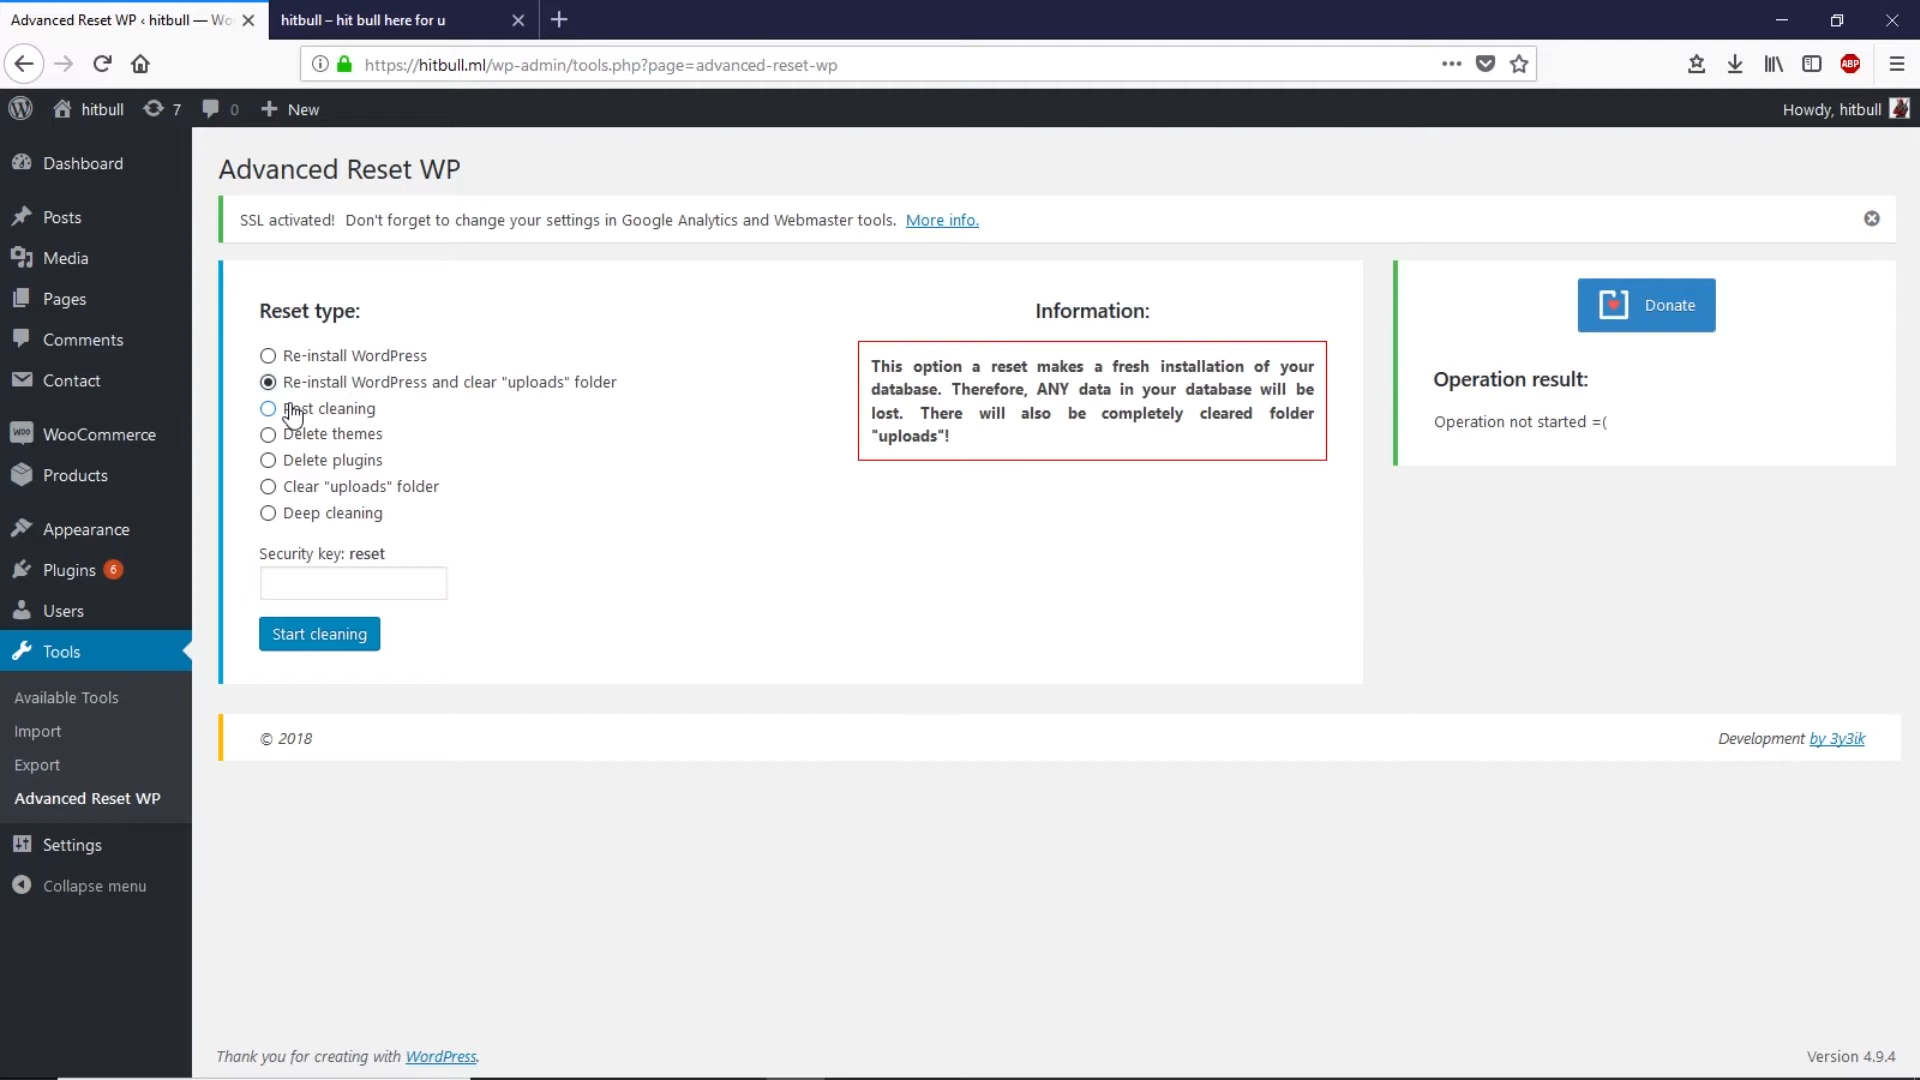 Advanced Reset WP ‹ hitbull — Wo
hitbull – hit bull here for u
https://hitbull.ml/wp-admin/tools.php?page=advanced-reset-wp
ABP
hitbull
7
0
New
Howdy, hitbull
Dashboard
Posts
Media
Pages
Comments
Contact
WooCommerce
Products
Appearance
Plugins 6
Users
Tools
Available Tools
Import
Export
Advanced Reset WP
Settings
Collapse menu
Advanced Reset WP
SSL activated! Don't forget to change your settings in Google Analytics and Webmaster tools. More info.
Reset type:
Re-install WordPress
Re-install WordPress and clear "uploads" folder
cleaning
Delete themes
Delete plugins
Clear "uploads" folder
Deep cleaning
Security key: reset
Start cleaning
Information:
This option a reset makes a fresh installation of your
database. Therefore, ANY data in your database will be
lost. There will also be completely cleared folder
"uploads"!
Donate
Operation result:
Operation not started =(
© 2018
Development by 3y3ik
Thank you for creating with WordPress.
Version 4.9.4